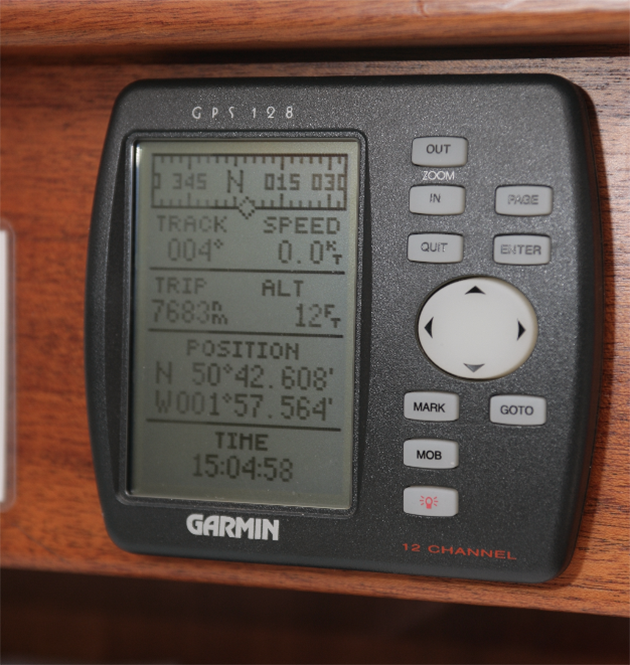 GPS 128
345 N 015 030
TRACK SPEED
004° 0.0KT
TRIP ALT
7683nm 12FT
POSITION
N 50°42.608'
W001°57.564'
TIME
15:04:58
OUT
ZOOM
IN PAGE
QUIT ENTER
MARK GOTO
MOB
GARMIN
12 CHANNEL